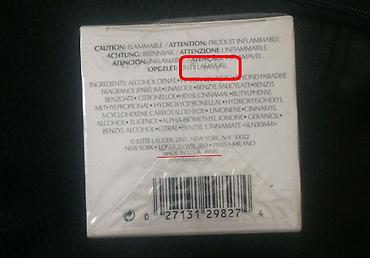 CAUTION: FLAMMABLE / ATTENTION: PRODUIT INFLAMMABLE
ACHTUNG: BRENNBAR. / ATTENZIONE: INFIAMMABILE.
ATENCIÓN:
OPGELET:
INGREDIENTS: ALCOHOL DENAT. BEYOND PARADISE
FRAGRANCE (PARFUM) LINALOOL BENZYL SALICYLATE BENZYL
BENZOATE • CITRONELLOL • HEXYL CINNAMAL • BUTYLPHENYL
METHYLPROPIONAL • HYDROXYCITRONELLAL • HYDROXYISOHEXYL
3-CYCLOHEXENE CARBOXALDEHYDE • LIMONENE • CINNAMYL
ALCOHOL • EUGENOL • ALPHA-ISOMETHYL IONONE • GERANIOL •
BENZYL ALCOHOL • CITRAL • BENZYL CINNAMATE
© ESTEE LAUDER, DIST. NEW YORK, N.Y. 10022
NEW YORK • LONDON • PARIS • MILANO
MADE IN U.S.A.
0 27131 29827 4